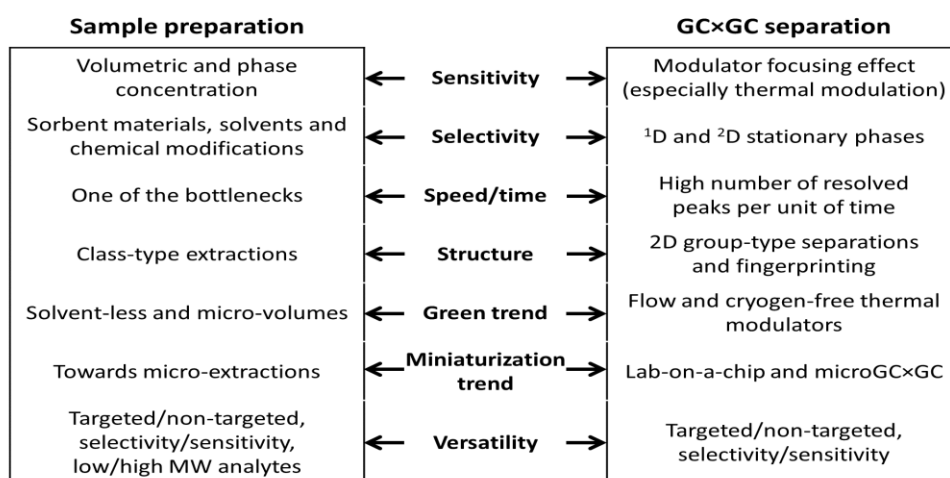 Sample preparation
GC×GC separation
Volumetric and phase
concentration
Sensitivity
Modulator focusing effect
(especially thermal modulation)
Sorbent materials, solvents and
chemical modifications
Selectivity
¹D and ²D stationary phases
One of the bottlenecks
Speed/time
High number of resolved
peaks per unit of time
Class-type extractions
Structure
2D group-type separations
and fingerprinting
Solvent-less and micro-volumes
Green trend
Flow and cryogen-free thermal
modulators
Towards micro-extractions
Miniaturization
trend
Lab-on-a-chip and microGC×GC
Targeted/non-targeted,
selectivity/sensitivity,
low/high MW analytes
Versatility
Targeted/non-targeted,
selectivity/sensitivity